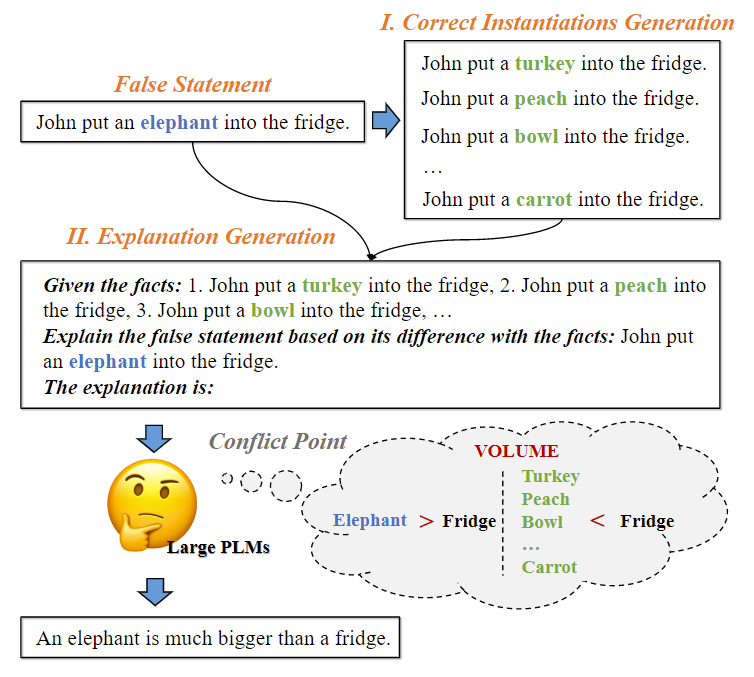 I. Correct Instantiations Generation
False Statement
John put an elephant into the fridge.
John put a turkey into the fridge.
John put a peach into the fridge.
John put a bowl into the fridge.
…
John put a carrot into the fridge.
II. Explanation Generation
Given the facts: 1. John put a turkey into the fridge, 2. John put a peach into
the fridge, 3. John put a bowl into the fridge, …
Explain the false statement based on its difference with the facts: John put
an elephant into the fridge.
The explanation is:
Conflict Point
VOLUME
Elephant > Fridge
Turkey
Peach
Bowl
…
Carrot
< Fridge
Large PLMs
An elephant is much bigger than a fridge.